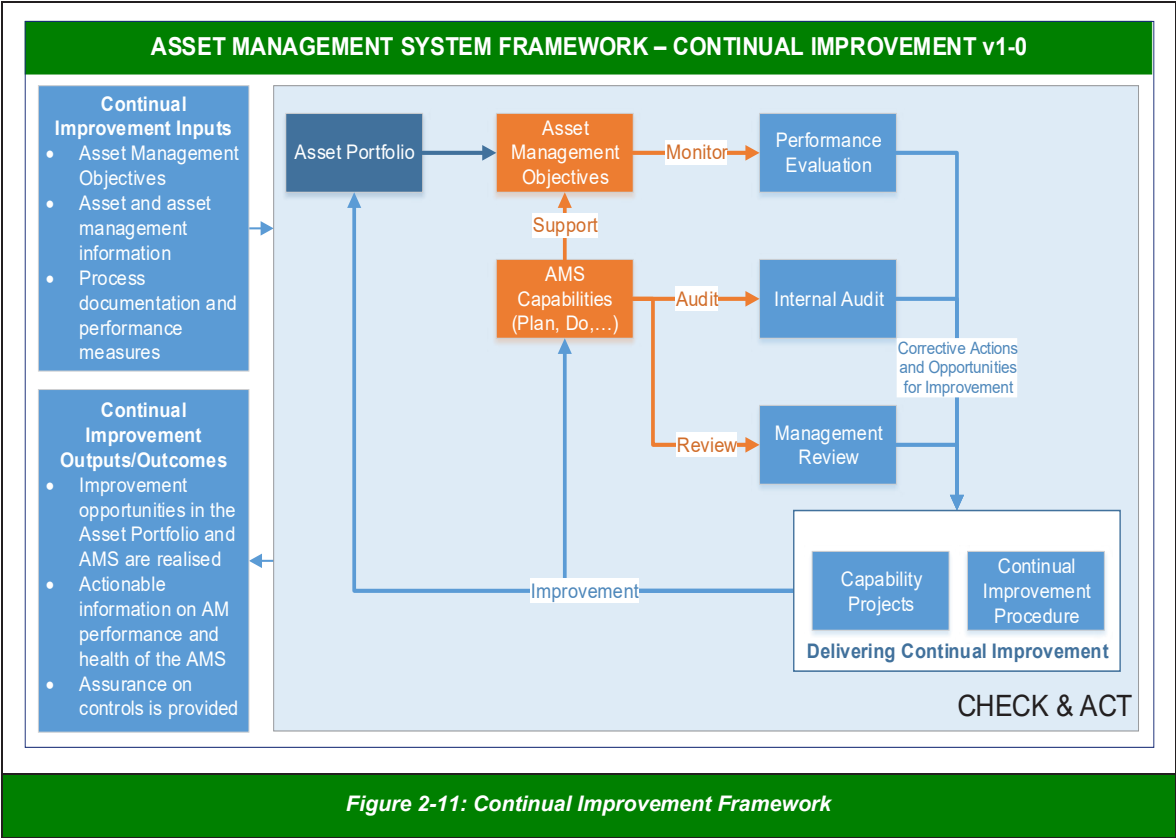 ASSET MANAGEMENT SYSTEM FRAMEWORK – CONTINUAL IMPROVEMENT v1-0
Continual
Improvement Inputs
• Asset Management
Objectives
• Asset and asset
management
information
• Process
documentation and
performance
measures
Continual
Improvement
Outputs/Outcomes
• Improvement
opportunities in the
Asset Portfolio and
AMS are realised
• Actionable
information on AM
performance and
health of the AMS
• Assurance on
controls is provided
Asset Portfolio
Asset
Management
Objectives
Monitor
Performance
Evaluation
Support
AMS
Capabilities
(Plan, Do,…)
Audit
Internal Audit
Corrective Actions
and Opportunities
for Improvement
Review
Management
Review
Improvement
Capability
Projects
Continual
Improvement
Procedure
Delivering Continual Improvement
CHECK & ACT
Figure 2-11: Continual Improvement Framework